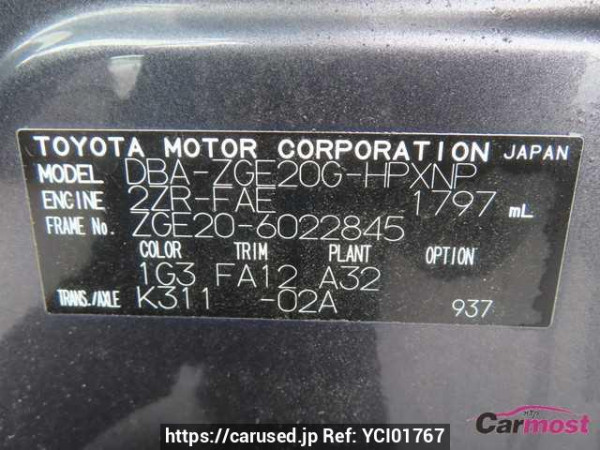 TOYOTA MOTOR CORPORATION JAPAN
MODEL DBA-ZGE20G-HPXNP
ENGINE 2ZR-FAE 1797 mL
FRAME No. ZGE20-6022845
COLOR TRIM PLANT OPTION
1G3 FA12 A32
TRANS./AXLE K311 -02A 937
Carmost
https://carused.jp Ref: YCI01767